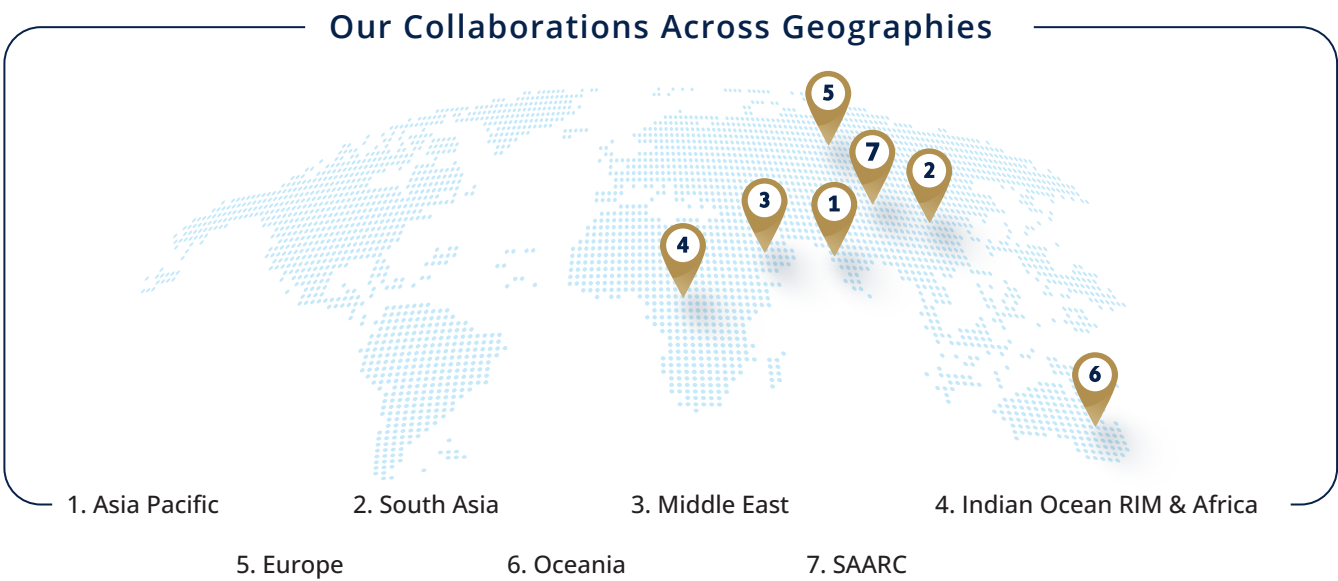 Our Collaborations Across Geographies
5
7
2
3
1
4
6
1. Asia Pacific
2. South Asia
3. Middle East
4. Indian Ocean RIM & Africa
5. Europe
6. Oceania
7. SAARC